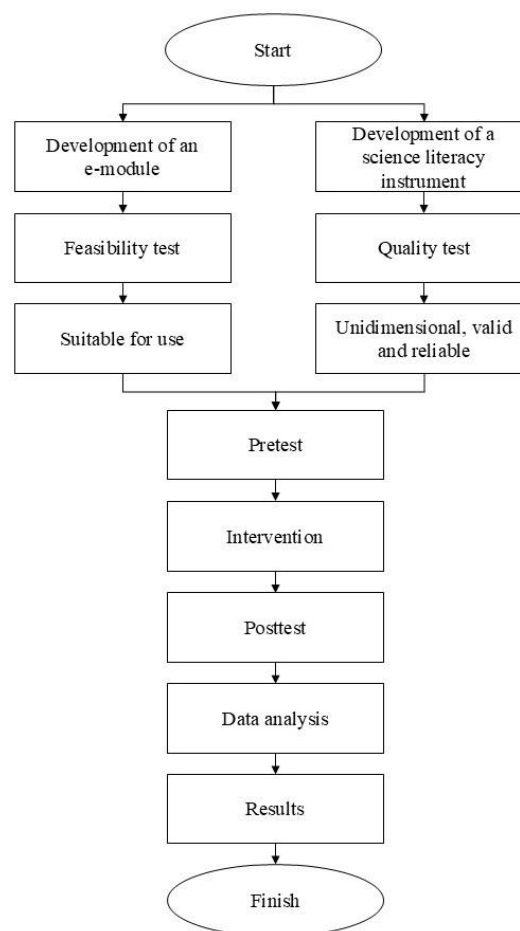 Start
Development of an
e-module
Development of a
science literacy
instrument
Feasibility test
Quality test
Suitable for use
Unidimensional, valid
and reliable
Pretest
Intervention
Posttest
Data analysis
Results
Finish